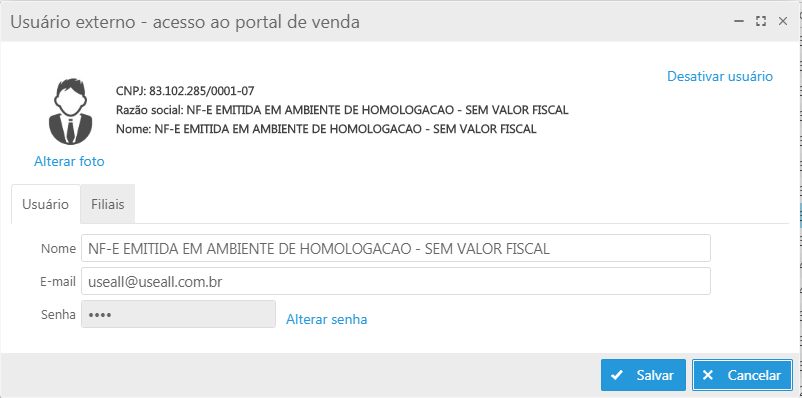 Usuário externo - acesso ao portal de venda
Desativar usuário
CNPJ: 83.102.285/0001-07
Razão social: NF-E EMITIDA EM AMBIENTE DE HOMOLOGACAO - SEM VALOR FISCAL
Nome: NF-E EMITIDA EM AMBIENTE DE HOMOLOGACAO - SEM VALOR FISCAL
Alterar foto
Usuário Filiais
Nome NF-E EMITIDA EM AMBIENTE DE HOMOLOGACAO - SEM VALOR FISCAL
E-mail useall@useall.com.br
Senha •••• Alterar senha
Salvar Cancelar